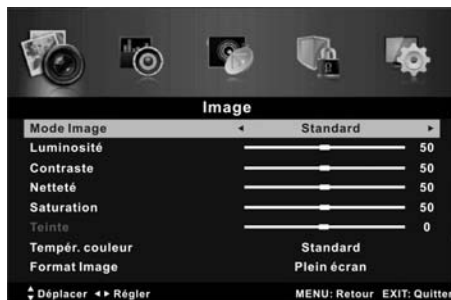 Image
Mode Image ◄ Standard ►
Luminosité 50
Contraste 50
Netteté 50
Saturation 50
Teinte 0
Tempér. couleur Standard
Format Image Plein écran
Déplacer ◄► Régler MENU: Retour EXIT: Quitter